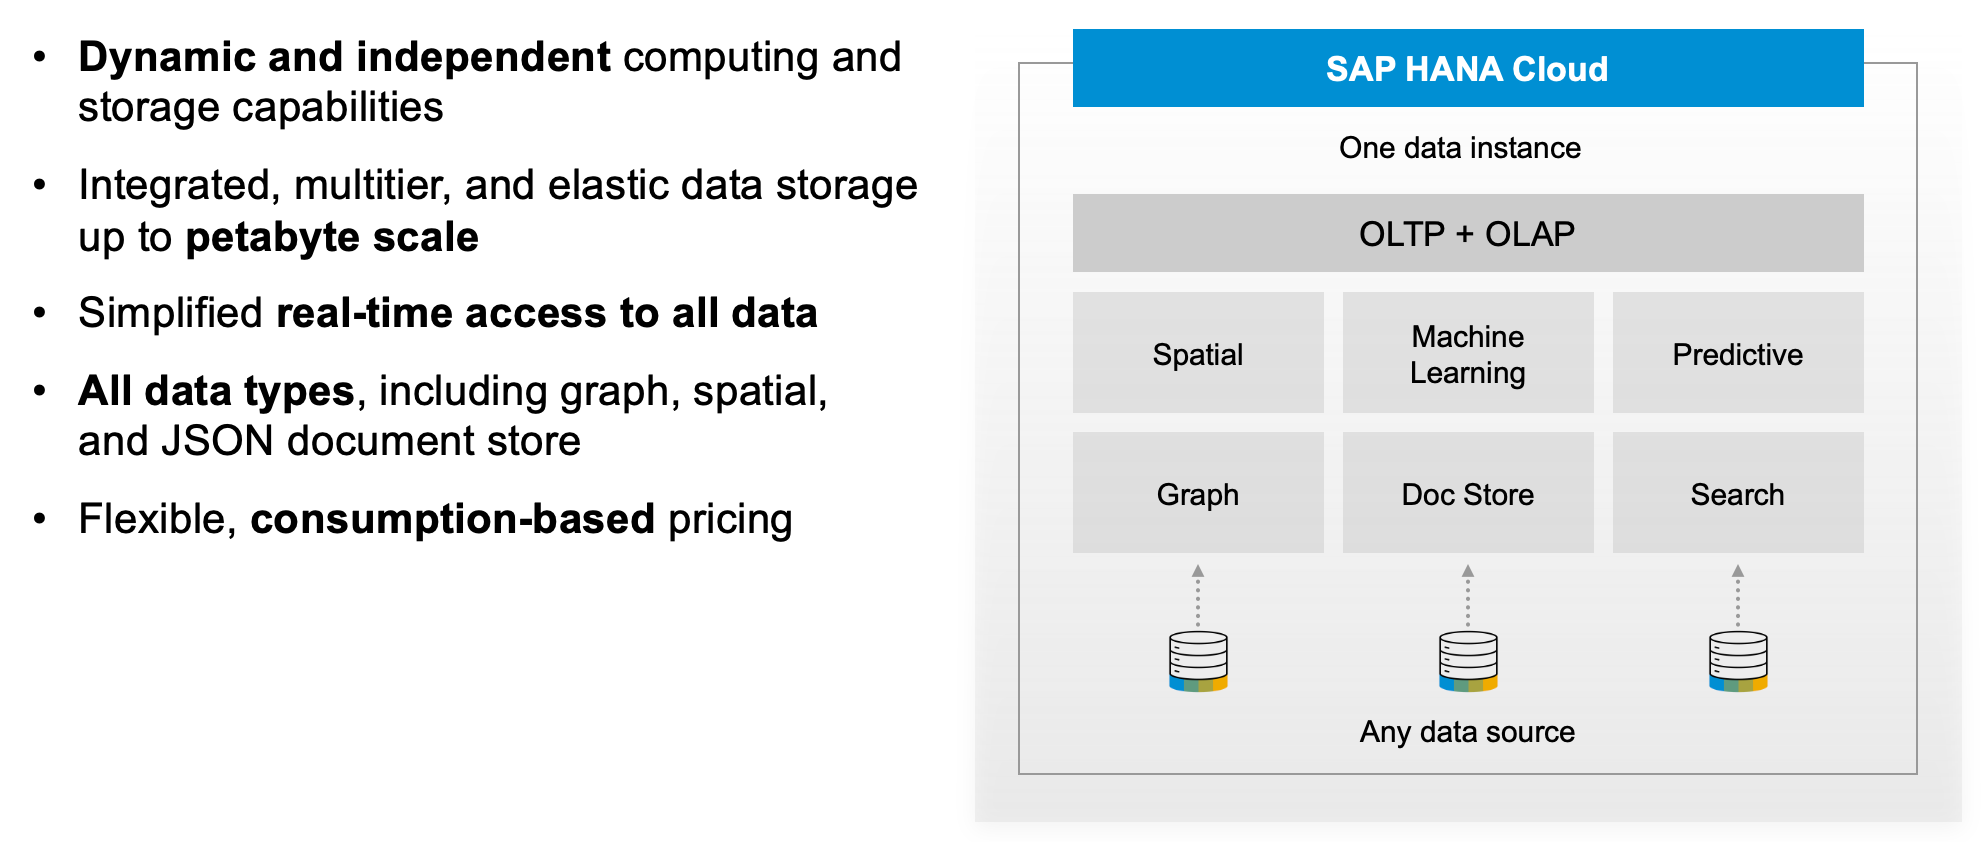 • Dynamic and independent computing and
storage capabilities
• Integrated, multitier, and elastic data storage
up to petabyte scale
• Simplified real-time access to all data
• All data types, including graph, spatial,
and JSON document store
• Flexible, consumption-based pricing
SAP HANA Cloud
One data instance
OLTP + OLAP
Spatial
Machine
Learning
Predictive
Graph
Doc Store
Search
Any data source